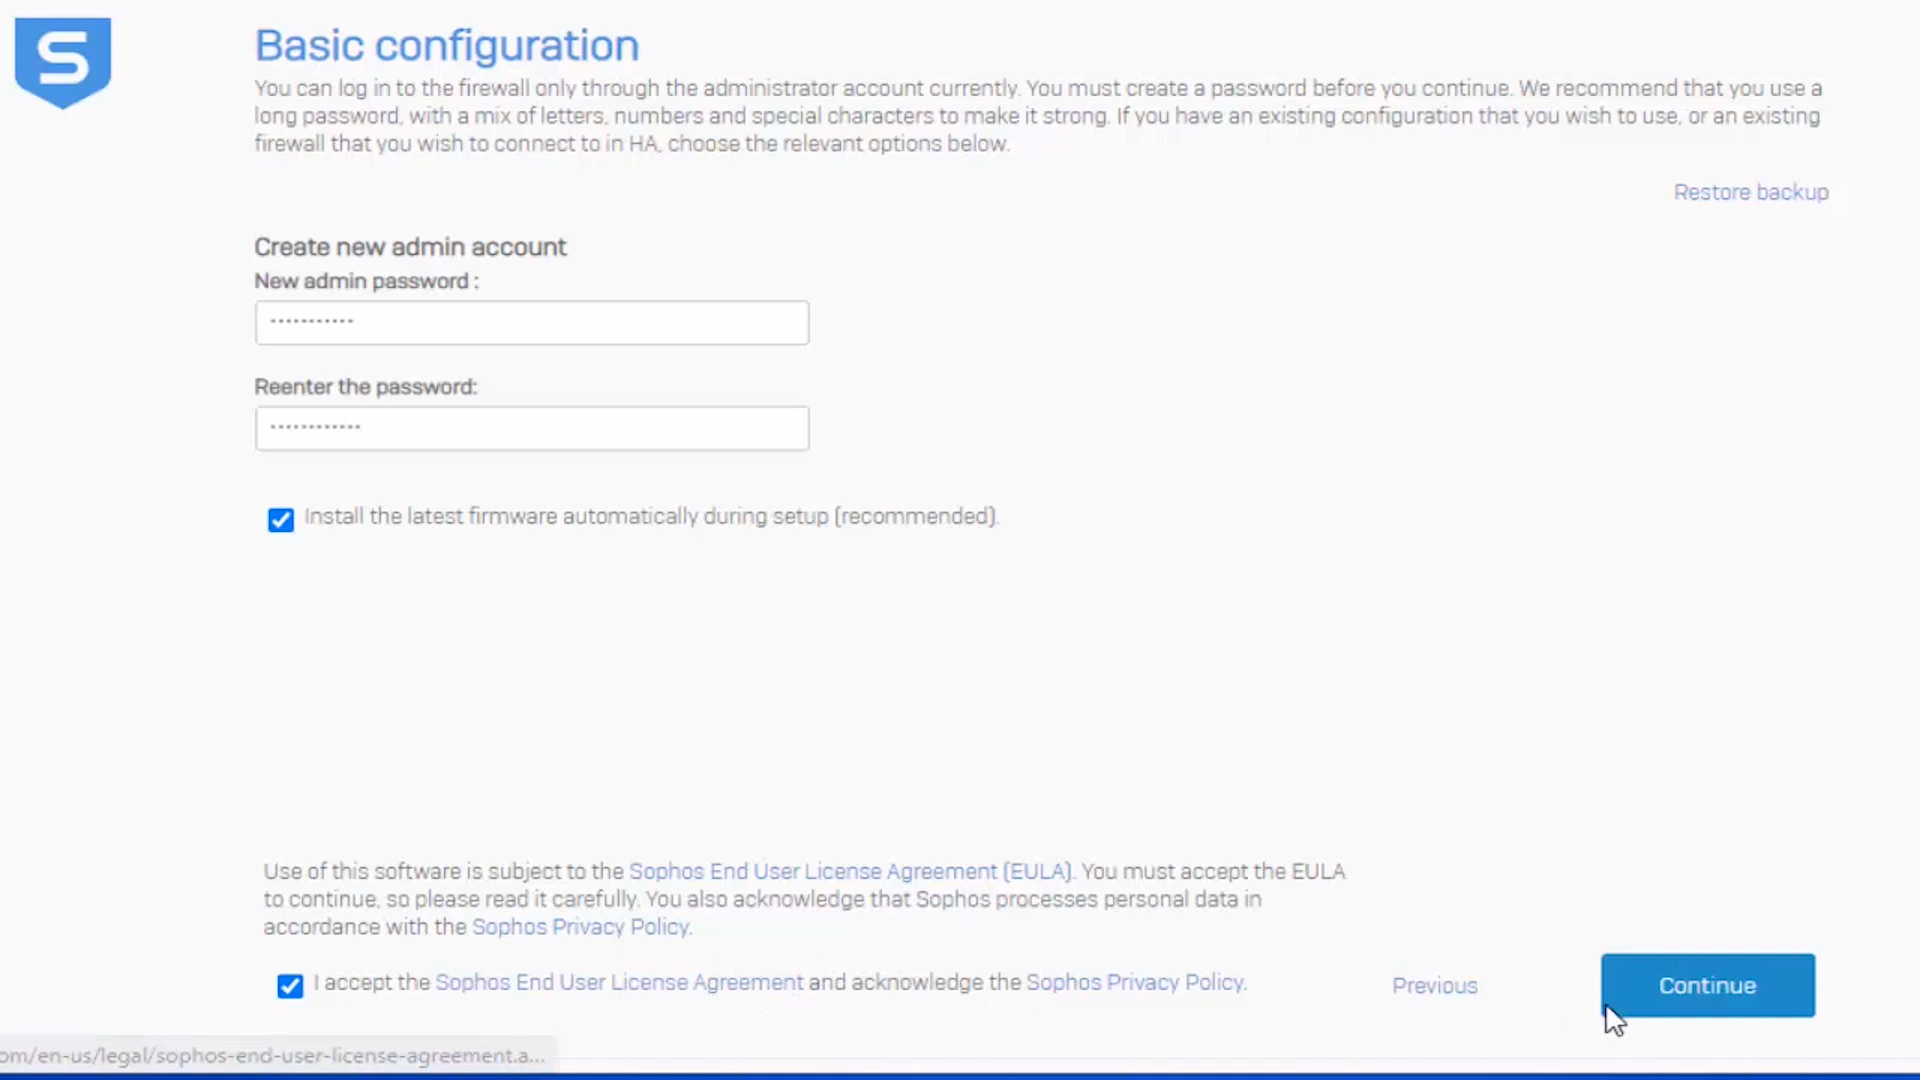 S
Basic configuration
You can log in to the firewall only through the administrator account currently. You must create a password before you continue. We recommend that you use a
long password, with a mix of letters, numbers and special characters to make it strong. If you have an existing configuration that you wish to use, or an existing
firewall that you wish to connect to in HA, choose the relevant options below.
Restore backup
Create new admin account
New admin password :
•••••••••••
Reenter the password:
••••••••••••
Install the latest firmware automatically during setup (recommended).
Use of this software is subject to the Sophos End User License Agreement (EULA). You must accept the EULA
to continue, so please read it carefully. You also acknowledge that Sophos processes personal data in
accordance with the Sophos Privacy Policy.
I accept the Sophos End User License Agreement and acknowledge the Sophos Privacy Policy.
Previous
Continue
om/en-us/legal/sophos-end-user-license-agreement.a...